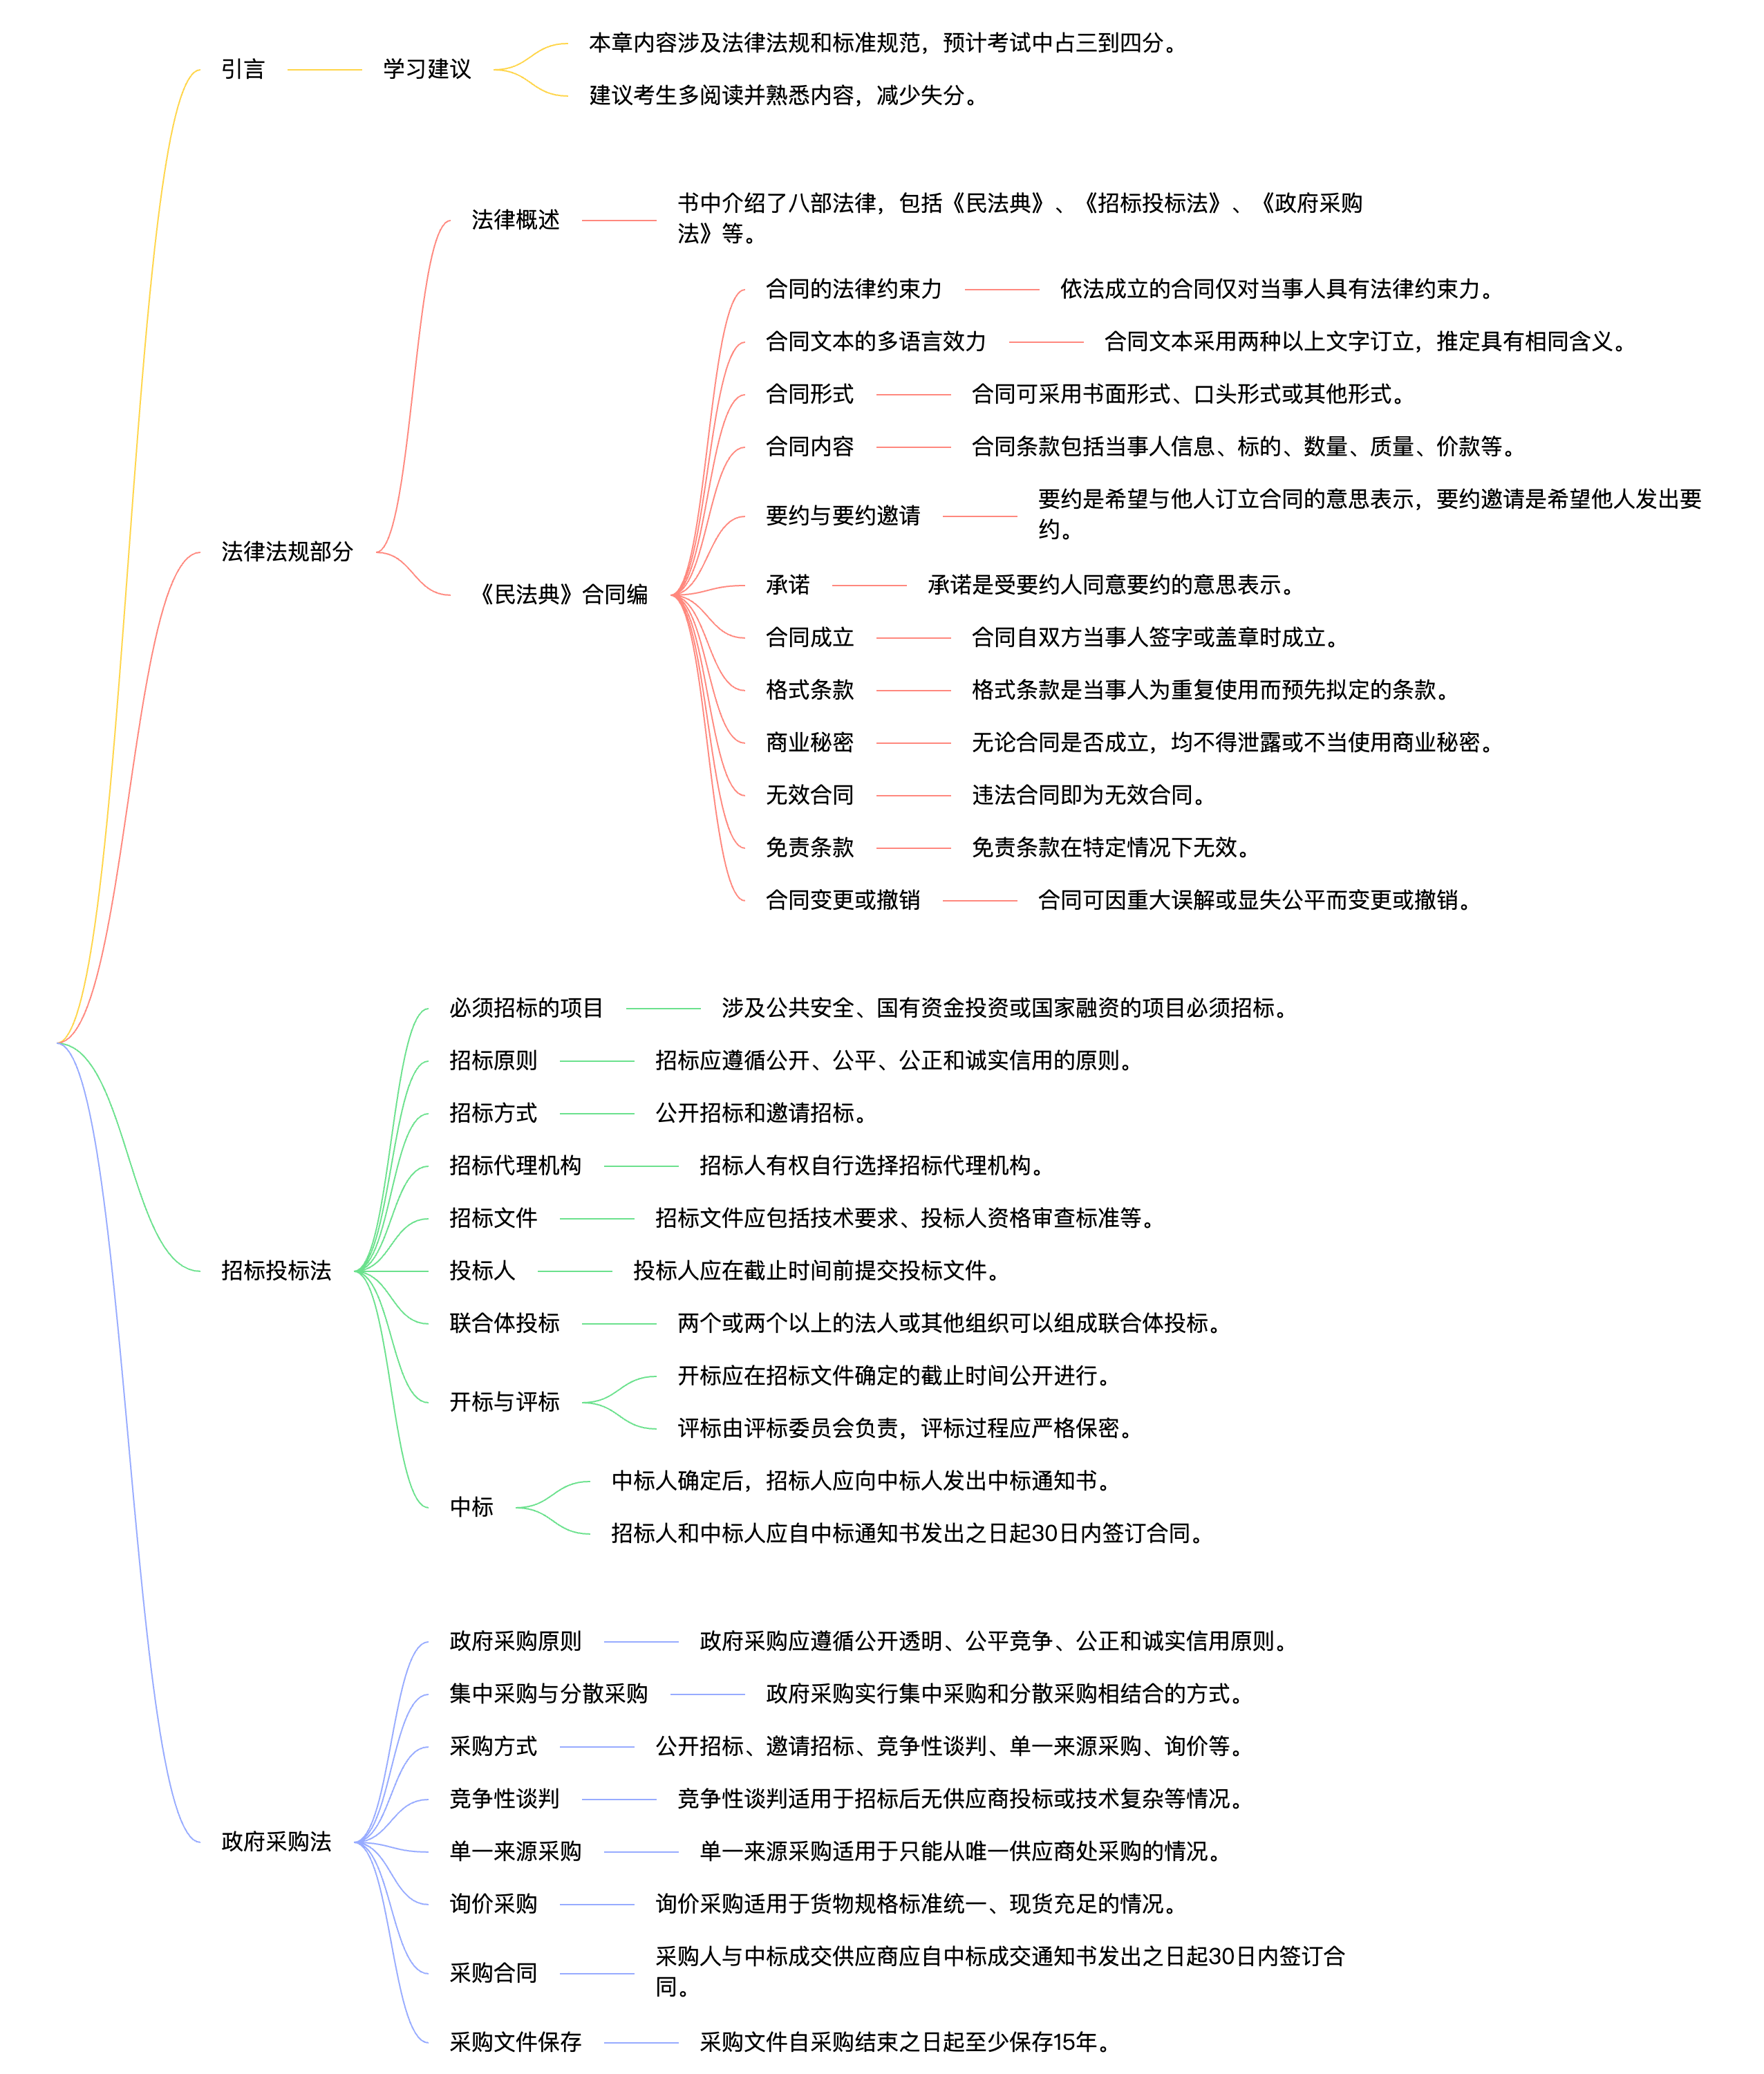 引言
学习建议
本章内容涉及法律法规和标准规范，预计考试中占三到四分。
建议考生多阅读并熟悉内容，减少失分。
法律法规部分
法律概述
书中介绍了八部法律，包括《民法典》、《招标投标法》、《政府采购
法》等。
《民法典》合同编
合同的法律约束力
依法成立的合同仅对当事人具有法律约束力。
合同文本的多语言效力
合同文本采用两种以上文字订立，推定具有相同含义。
合同形式
合同可采用书面形式、口头形式或其他形式。
合同内容
合同条款包括当事人信息、标的、数量、质量、价款等。
要约与要约邀请
要约是希望与他人订立合同的意思表示，要约邀请是希望他人发出要
约。
承诺
承诺是受要约人同意要约的意思表示。
合同成立
合同自双方当事人签字或盖章时成立。
格式条款
格式条款是当事人为重复使用而预先拟定的条款。
商业秘密
无论合同是否成立，均不得泄露或不当使用商业秘密。
无效合同
违法合同即为无效合同。
免责条款
免责条款在特定情况下无效。
合同变更或撤销
合同可因重大误解或显失公平而变更或撤销。
招标投标法
必须招标的项目
涉及公共安全、国有资金投资或国家融资的项目必须招标。
招标原则
招标应遵循公开、公平、公正和诚实信用的原则。
招标方式
公开招标和邀请招标。
招标代理机构
招标人有权自行选择招标代理机构。
招标文件
招标文件应包括技术要求、投标人资格审查标准等。
投标人
投标人应在截止时间前提交投标文件。
联合体投标
两个或两个以上的法人或其他组织可以组成联合体投标。
开标与评标
开标应在招标文件确定的截止时间公开进行。
评标由评标委员会负责，评标过程应严格保密。
中标
中标人确定后，招标人应向中标人发出中标通知书。
招标人和中标人应自中标通知书发出之日起30日内签订合同。
政府采购法
政府采购原则
政府采购应遵循公开透明、公平竞争、公正和诚实信用原则。
集中采购与分散采购
政府采购实行集中采购和分散采购相结合的方式。
采购方式
公开招标、邀请招标、竞争性谈判、单一来源采购、询价等。
竞争性谈判
竞争性谈判适用于招标后无供应商投标或技术复杂等情况。
单一来源采购
单一来源采购适用于只能从唯一供应商处采购的情况。
询价采购
询价采购适用于货物规格标准统一、现货充足的情况。
采购合同
采购人与中标成交供应商应自中标成交通知书发出之日起30日内签订合
同。
采购文件保存
采购文件自采购结束之日起至少保存15年。